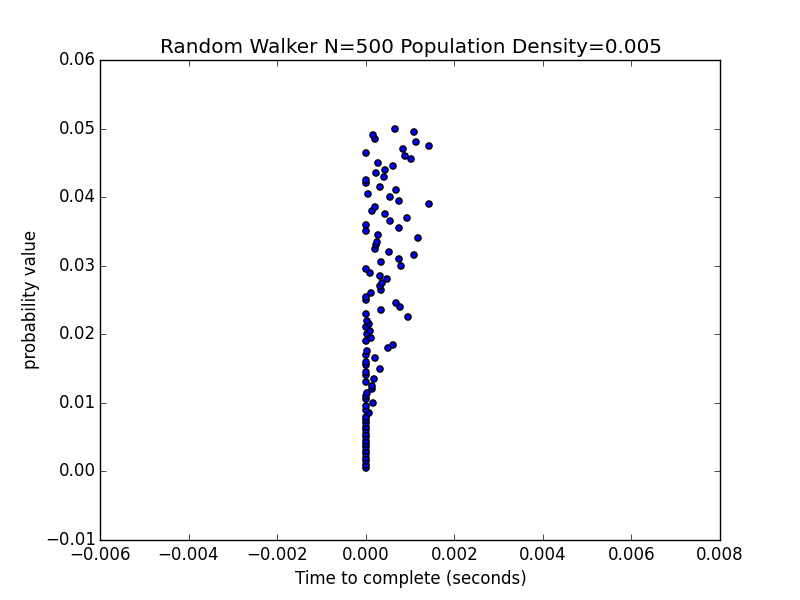 Random Walker N=500 Population Density=0.005
0.06
0.05
0.04
0.03
0.02
0.01
0.00
−0.01
probability value
−0.006 −0.004 −0.002 0.000 0.002 0.004 0.006 0.008
Time to complete (seconds)